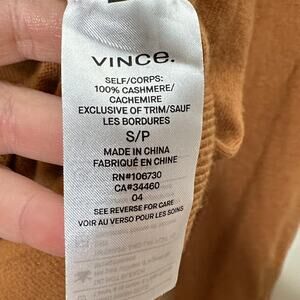 VINCE.
SELF/CORPS:
100% CASHMERE/
CACHEMIRE
EXCLUSIVE OF TRIM/SAUF
LES BORDURES
S/P
MADE IN CHINA
FABRIQUÉ EN CHINE
RN#106730
CA#34460
04
SEE REVERSE FOR CARE
VOIR AU VERSO POUR LES SOINS